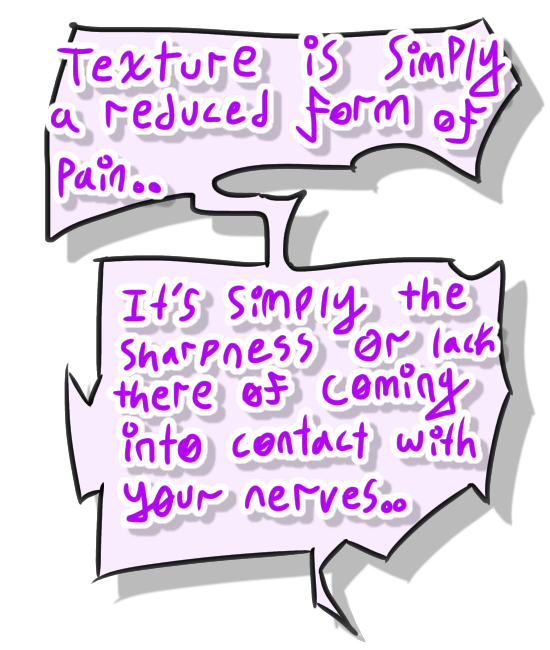 Texture is simply
a reduced form of
pain..
It's simply the
sharpness or lack
there of coming
into contact with
your nerves..